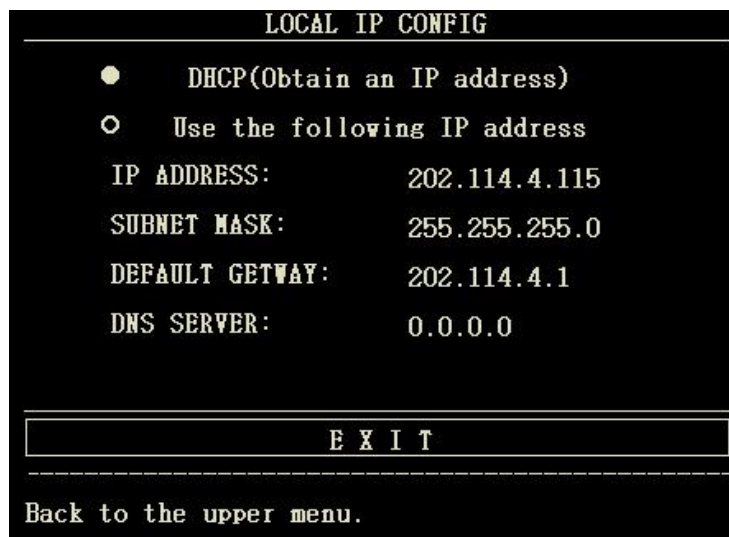 LOCAL IP CONFIG
DHCP(Obtain an IP address)
Use the following IP address
IP ADDRESS: 202.114.4.115
SUBNET MASK: 255.255.255.0
DEFAULT GETWAY: 202.114.4.1
DNS SERVER: 0.0.0.0
E X I T
Back to the upper menu.